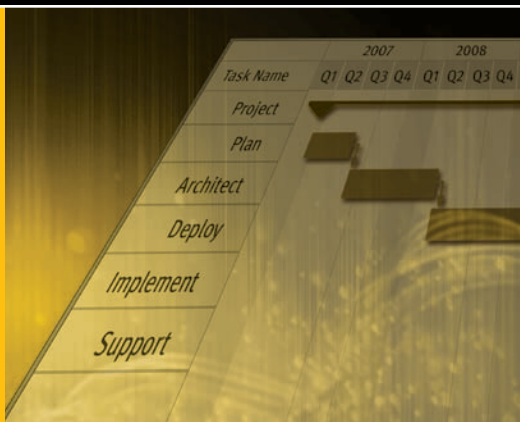 2007 2008
Task Name Q1 Q2 Q3 Q4 Q1 Q2 Q3 Q4
Project
Plan
Architect
Deploy
Implement
Support